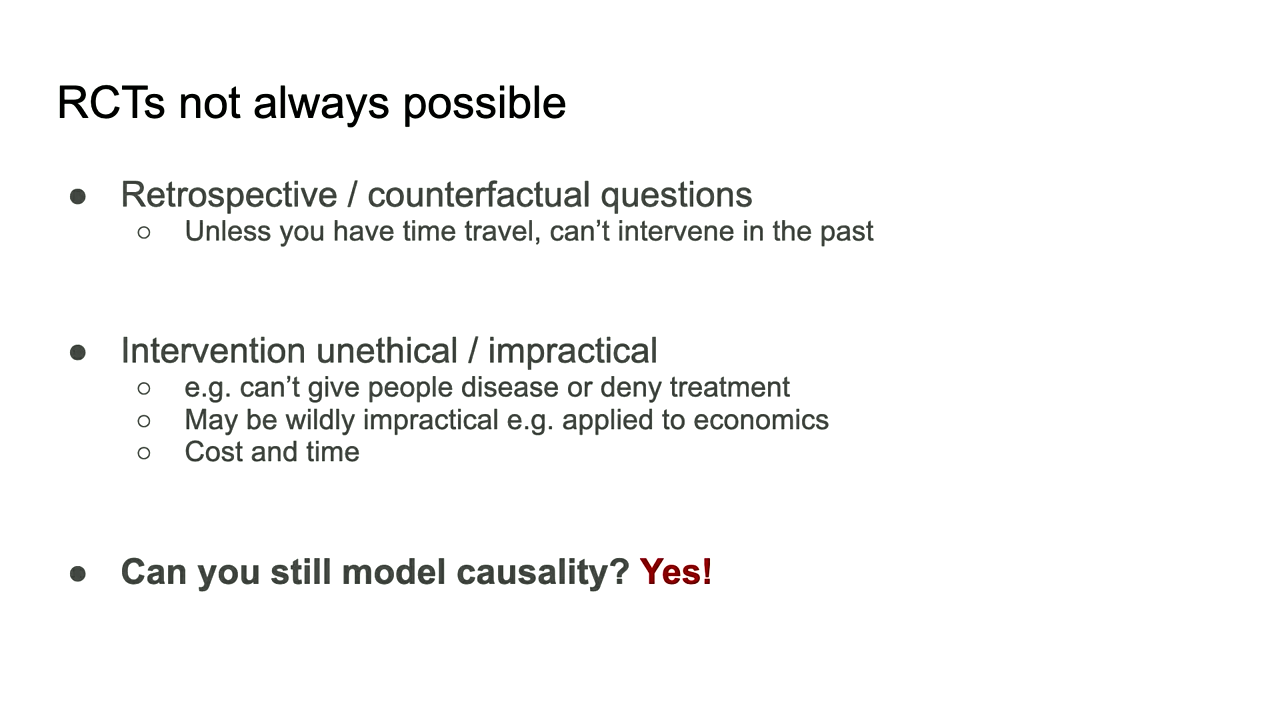 RCTs not always possible
● Retrospective / counterfactual questions
○ Unless you have time travel, can’t intervene in the past
● Intervention unethical / impractical
○ e.g. can’t give people disease or deny treatment
○ May be wildly impractical e.g. applied to economics
○ Cost and time
● Can you still model causality? Yes!